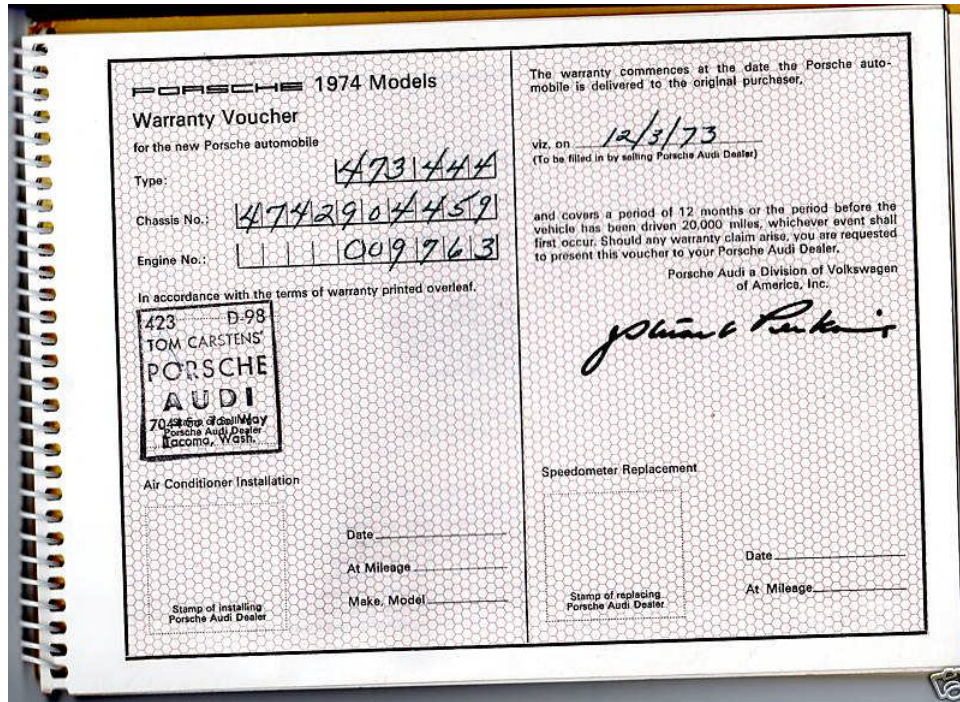 PORSCHE 1974 Models
Warranty Voucher
for the new Porsche automobile
Type: 473444
Chassis No.: 4742904459
Engine No.: 009763
In accordance with the terms of warranty printed overleaf.
423 D-98
TOM CARSTENS'
PORSCHE
AUDI
Way
Porsche Audi Dealer
Tacoma, Wash.
Air Conditioner Installation
Date
At Mileage
Make, Model
Stamp of installing
Porsche Audi Dealer
The warranty commences at the date the Porsche auto-
mobile is delivered to the original purchaser,
viz. on 12/3/73
(To be filled in by selling Porsche Audi Dealer)
and covers a period of 12 months or the period before the
vehicle has been driven 20,000 miles, whichever event shall
first occur. Should any warranty claim arise, you are requested
to present this voucher to your Porsche Audi Dealer.
Porsche Audi a Division of Volkswagen
of America, Inc.
Speedometer Replacement
Date
At Mileage
Stamp of replacing
Porsche Audi Dealer